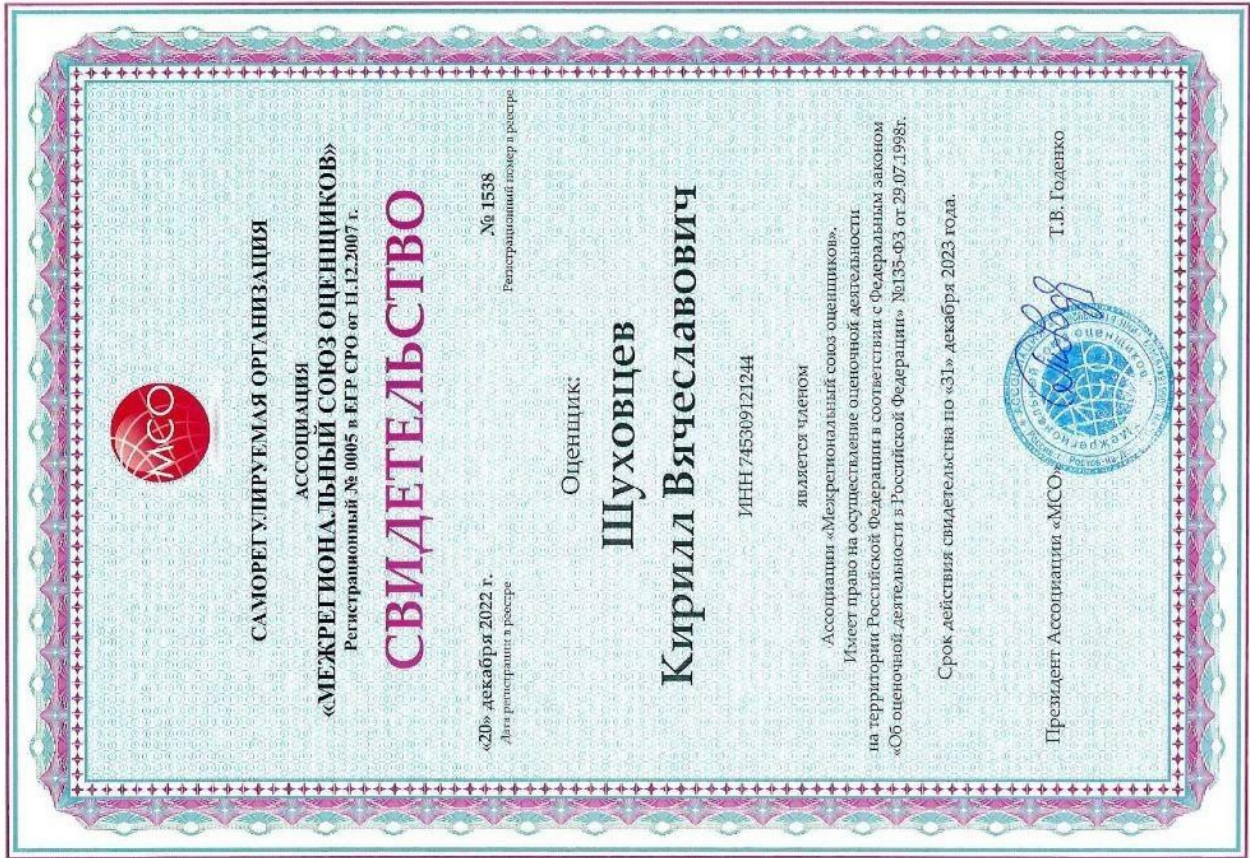 МСО
САМОРЕГУЛИРУЕМАЯ ОРГАНИЗАЦИЯ
АССОЦИАЦИЯ
«МЕЖРЕГИОНАЛЬНЫЙ СОЮЗ ОЦЕНЩИКОВ»
Регистрационный № 0005 в ЕГР СРО от 11.12.2007 г.
СВИДЕТЕЛЬСТВО
«20» декабря 2022 г. № 1538
Дата регистрации в реестре Регистрационный номер в реестре
Оценщик:
Шуховцев
Кирилл Вячеславович
ИНН 745309121244
является членом
Ассоциации «Межрегиональный союз оценщиков».
Имеет право на осуществление оценочной деятельности
на территории Российской Федерации в соответствии с Федеральным законом
«Об оценочной деятельности в Российской Федерации» №135-ФЗ от 29.07.1998г.
Срок действия свидетельства по «31» декабря 2023 года.
Президент Ассоциации «МСО» Т.В. Годенко
"Межрегиональный союз оценщиков"